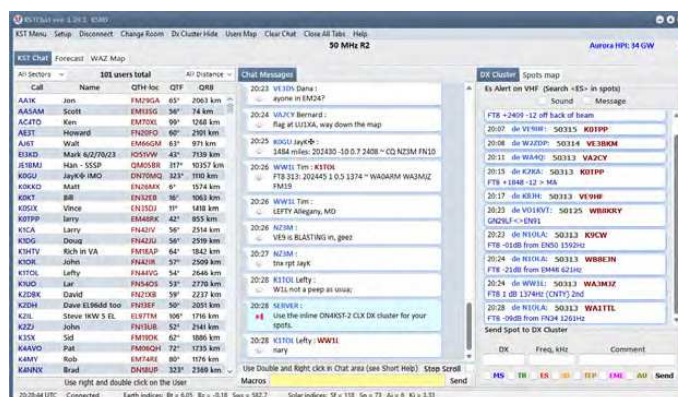 KST Menu Setup Disconnect Change Room Dx Cluster Hide Users Map Clear Chat Close All Tabs Help
50 MHz R2
Aurora HPI: 34 GW
KST Chat Forecast WAZ Map
All Sectors 101 users total All Distance
Call Name QTH-loc QTF QRB
AA1K Jon FM29GA 65° 2063 km
AA5AM Scott EM13SG 56° 74 km
AC4TO Ken EM70XL 99° 1268 km
AE3T Howard FN20FO 60° 2101 km
AJ6T Walt EM66GM 63° 971 km
EI3KD Mark 6/2/70/23 IO51VW 43° 7139 km
JE1BMJ Han - SSSP QM05BR 317° 10357 km
K0GU JayK IMO DN70MQ 323° 1110 km
K0KKO Matt EN26MX 6° 1574 km
K0KT Bill EN32EB 16° 1063 km
K0SIX Vince EN35DJ 11° 1418 km
K0TPP larry EM48RK 42° 855 km
K1CA Larry FN42IV 56° 2514 km
K1DG Doug FN42JU 56° 2519 km
K1HTV Rich in VA FM18AP 64° 1842 km
K1OR John FN42IR 57° 2509 km
K1TOL Lefty FN44VG 54° 2646 km
K1UO Lar FN54OS 53° 2770 km
K2DBK David FN21XB 59° 2237 km
K2DH Dave EL96dd too FN13EF 50° 2051 km
K2IL Steve 1KW 5 EL EL97TM 106° 1716 km
K2ZJ John FN13UB 52° 2141 km
K3SX Sid FM19DK 62° 1886 km
K4AVO Pat FM06QH 72° 1735 km
K4MY Rob EM74RE 80° 1176 km
K4NNX Brad DN18UP 323° 2369 km
Use right and double click on the User
Chat Messages
20:23 VE3DS Dana :
ayone in EM24?
20:24 VA2CY Bernard :
flag at LU1XA, way down the map
20:25 K0GU JayK :
1484 miles: 202430 -10 0.7 2408 ~ CQ NZ3M FN10
20:26 WW1L Tim : K1TOL
FT8 313: 202445 1 0.5 1374 ~ WA0ARM WA3MJZ
FM19
20:26 WW1L Tim :
LEFTY Allegany, MD
20:26 NZ3M :
VE9 is BLASTING in, geez
20:27 NZ3M :
tna rpt JayK
20:28 K1TOL Lefty :
W1L not a peep as usua;
20:28 SERVER :
Use the inline ON4KST-2 CLX DX cluster for your
spots.
20:28 K1TOL Lefty : WW1L
nary
Use Double and Right click in Chat area (see Short Help) Stop Scroll
Macros Send
DX Cluster Spots map
Es Alert on VHF (Search <ES> in spots)
Sound Message
FT8 +2409 -12 off back of beam
20:07 de VE9HF: 50315 K0TPP
20:08 de W2ZDP: 50314 VE3BKM
20:11 de WA4Q: 50313 VA2CY
20:15 de K2KA: 50313 K0TPP
FT8 +1848 -12 > MA
20:17 de KB3H: 50313 VE9HF
20:23 de VO1KVT: 50125 WB8KRY
GN29LF<>EN91
20:23 de N1OLA: 50313 K9CW
FT8 -01dB from EN50 1592Hz
20:24 de N1OLA: 50313 WB8EJN
FT8 -21dB from EM48 621Hz
20:24 de WW1L: 50313 WA3MJZ
FT8 1 dB 1374Hz (CNTY) 2nd
20:28 de N1OLA: 50313 WA1TTL
FT8 -09dB from FN34 1261Hz
Send Spot to DX Cluster
DX Freq, kHz Comment
MS TR ES TEP EME AU Send
20:28:44 UTC Connected